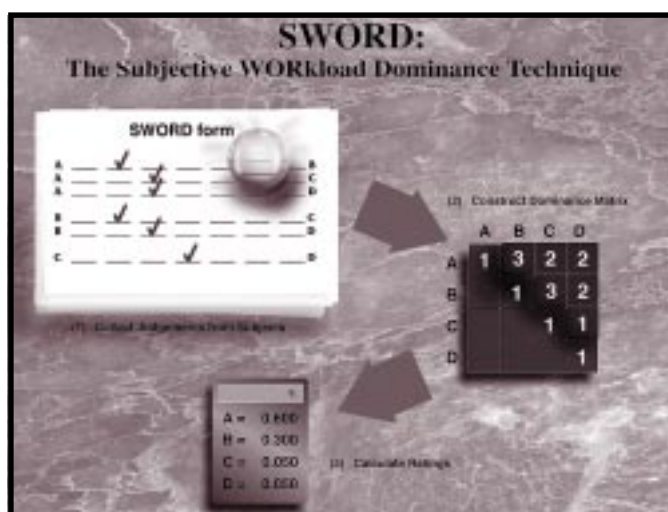 SWORD:
The Subjective WORkload Dominance Technique
SWORD form
A B
A C
A D
B C
B D
C D
(1) Collect Judgements from Subjects
(2) Construct Dominance Matrix
A B C D
A 1 3 2 2
B 1 3 2
C 1 1
D 1
A = 0.600
B = 0.300
C = 0.050
D = 0.050
(3) Calculate Ratings